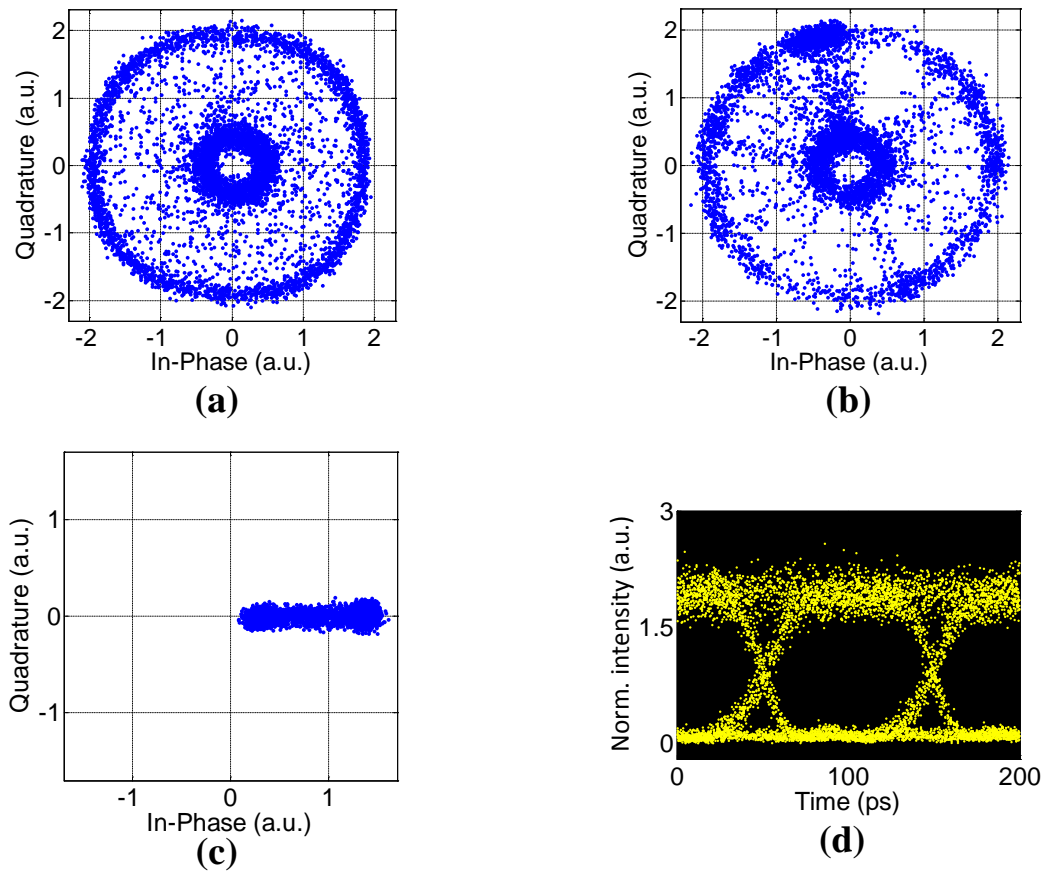 2
1
0
-1
-2
Quadrature (a.u.)
-2 -1 0 1 2
In-Phase (a.u.)
(a)
2
1
0
-1
-2
Quadrature (a.u.)
-2 -1 0 1 2
In-Phase (a.u.)
(b)
1
0
-1
Quadrature (a.u.)
-1 0 1
In-Phase (a.u.)
(c)
3
1.5
0
Norm. intensity (a.u.)
0 100 200
Time (ps)
(d)